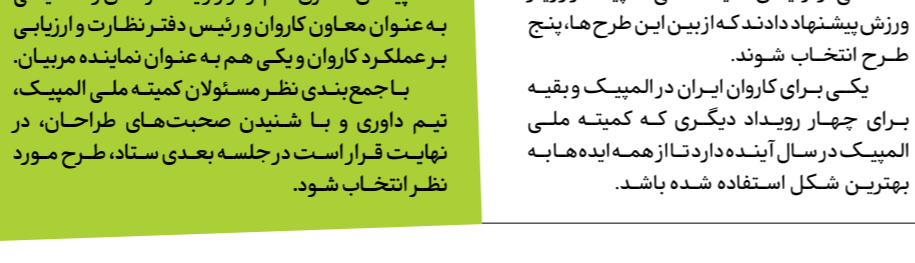 ورزش پیشنهاد دادند که از بین این طرح‌ها، پنج
طرح انتخاب شوند.
یکی برای کاروان ایران در المپیک و بقیه
برای چهار رویداد دیگری که کمیته ملی
المپیک در سال آینده دارد تا از همه ایده‌ها به
بهترین شکل استفاده شده باشد.
به عنوان معاون کاروان و رئیس دفتر نظارت و ارزیابی
بر عملکرد کاروان و یکی هم به عنوان نماینده مربیان.
با جمع‌بندی نظر مسئولان کمیته ملی المپیک،
تیم داوری و با شنیدن صحبت‌های طراحان، در
نهایت قرار است در جلسه بعدی ستاد، طرح مورد
نظر انتخاب شود.